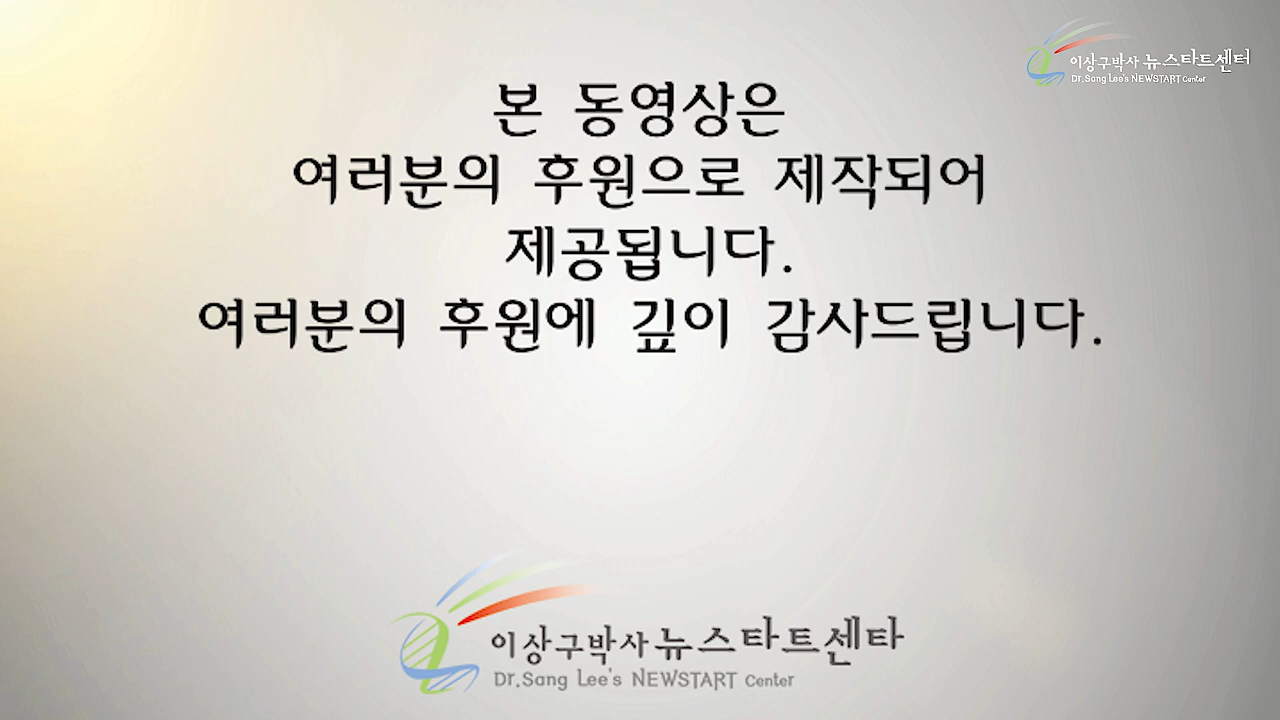 이상구박사 뉴스타트센터
Dr.Sang Lee's NEWSTART Center
본 동영상은
여러분의 후원으로 제작되어
제공됩니다.
여러분의 후원에 깊이 감사드립니다.
이상구박사 뉴스타트센타
Dr.Sang Lee's NEWSTART Center